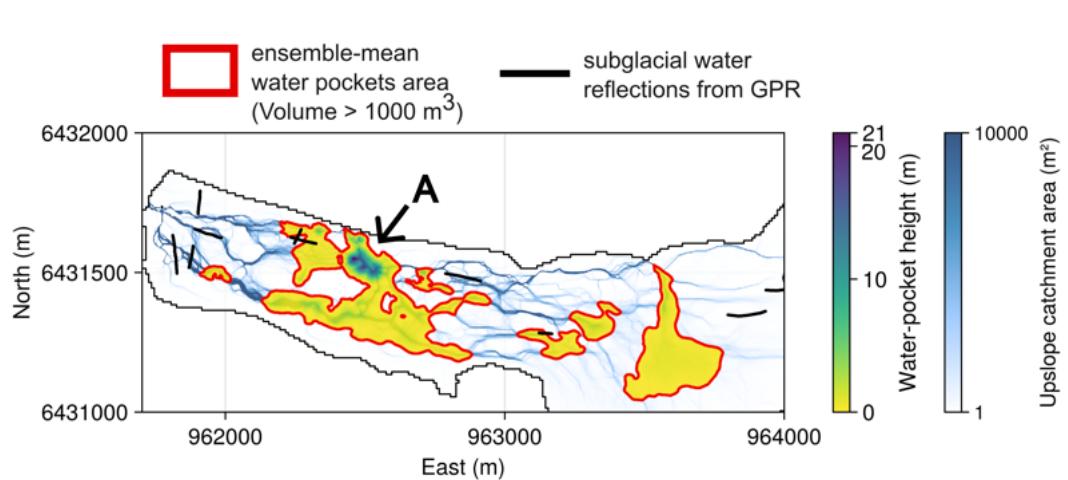 ensemble-mean
water pockets area
(Volume > 1000 m³)
subglacial water
reflections from GPR
6432000
6431500
6431000
North (m)
A
962000
963000
964000
East (m)
21
20
10
0
Water-pocket height (m)
10000
1
Upslope catchment area (m²)